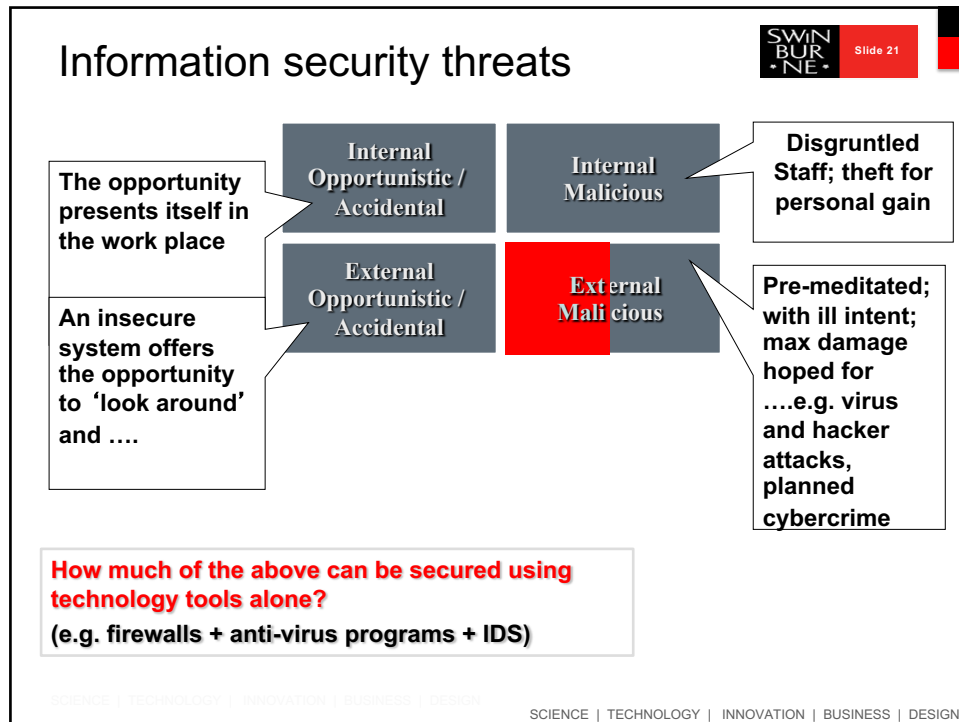 Information security threats
SWIN
BUR
NE
Slide 21
Internal
Opportunistic /
Accidental
Internal
Malicious
The opportunity
presents itself in
the work place
Disgruntled
Staff; theft for
personal gain
External
Opportunistic /
Accidental
External
Malicious
An insecure
system offers
the opportunity
to ‘look around’
and ....
Pre-meditated;
with ill intent;
max damage
hoped for
....e.g. virus
and hacker
attacks,
planned
cybercrime
How much of the above can be secured using
technology tools alone?
(e.g. firewalls + anti-virus programs + IDS)
SCIENCE | TECHNOLOGY | INNOVATION | BUSINESS | DESIGN
SCIENCE | TECHNOLOGY | INNOVATION | BUSINESS | DESIGN